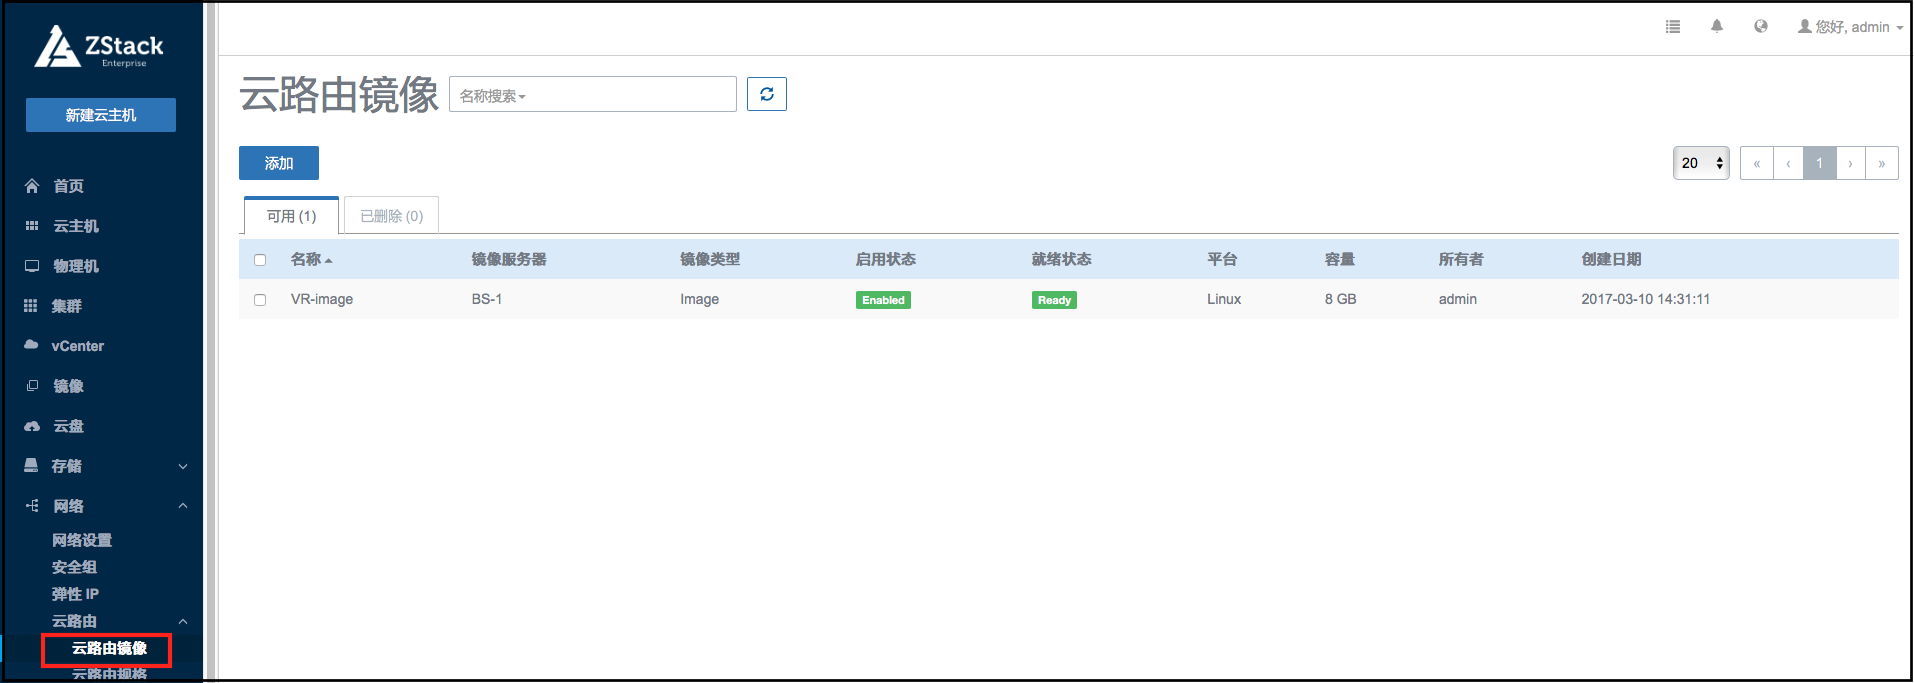 ZStack
Enterprise
新建云主机
首页
云主机
物理机
集群
vCenter
镜像
云盘
存储
网络
网络设置
安全组
弹性 IP
云路由
云路由镜像
云路由规格
您好, admin
云路由镜像
名称搜索
添加
20 « ‹ 1 › »
可用 (1) 已删除 (0)
名称 镜像服务器 镜像类型 启用状态 就绪状态 平台 容量 所有者 创建日期
VR-image BS-1 Image Enabled Ready Linux 8 GB admin 2017-03-10 14:31:11